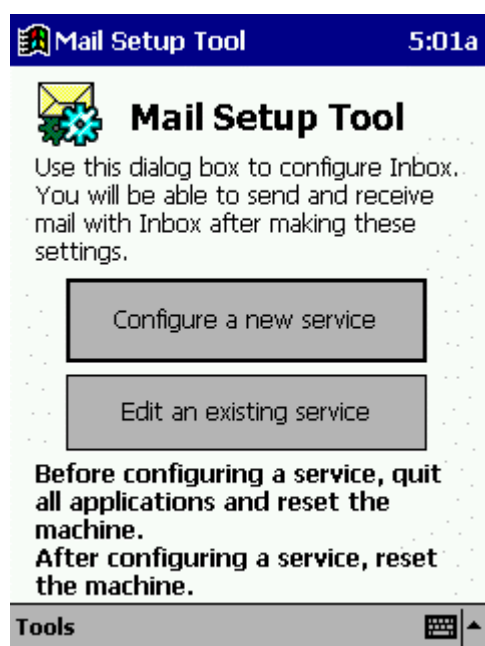 Mail Setup Tool 5:01a
Mail Setup Tool
Use this dialog box to configure Inbox.
You will be able to send and receive
mail with Inbox after making these
settings.
Configure a new service
Edit an existing service
Before configuring a service, quit
all applications and reset the
machine.
After configuring a service, reset
the machine.
Tools